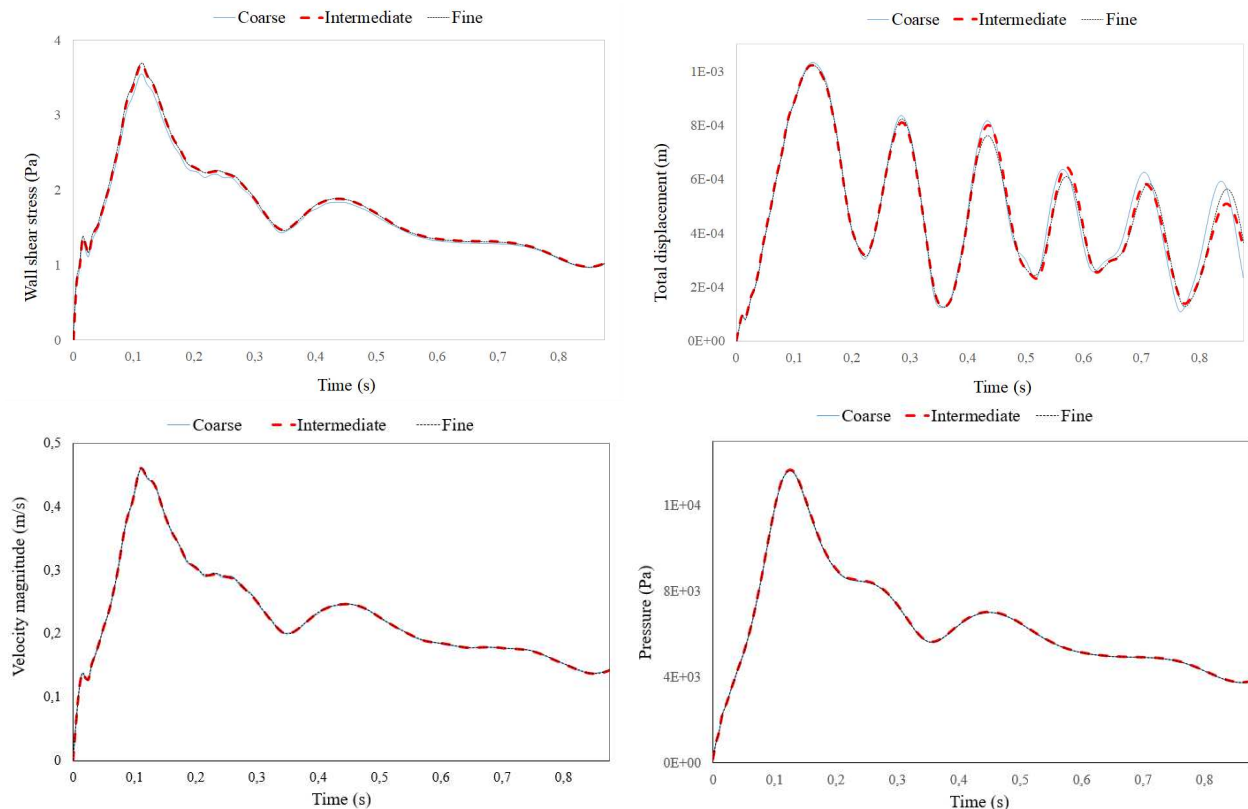 Coarse Intermediate Fine
4
3
2
1
0
Wall shear stress (Pa)
0 0,1 0,2 0,3 0,4 0,5 0,6 0,7 0,8
Time (s)
Coarse Intermediate Fine
1E-03
8E-04
6E-04
4E-04
2E-04
0E+00
Total displacement (m)
0 0,1 0,2 0,3 0,4 0,5 0,6 0,7 0,8
Time (s)
Coarse Intermediate Fine
0,5
0,4
0,3
0,2
0,1
0
Velocity magnitude (m/s)
0 0,1 0,2 0,3 0,4 0,5 0,6 0,7 0,8
Time (s)
Coarse Intermediate Fine
1E+04
8E+03
4E+03
0E+00
Pressure (Pa)
0 0,1 0,2 0,3 0,4 0,5 0,6 0,7 0,8
Time (s)